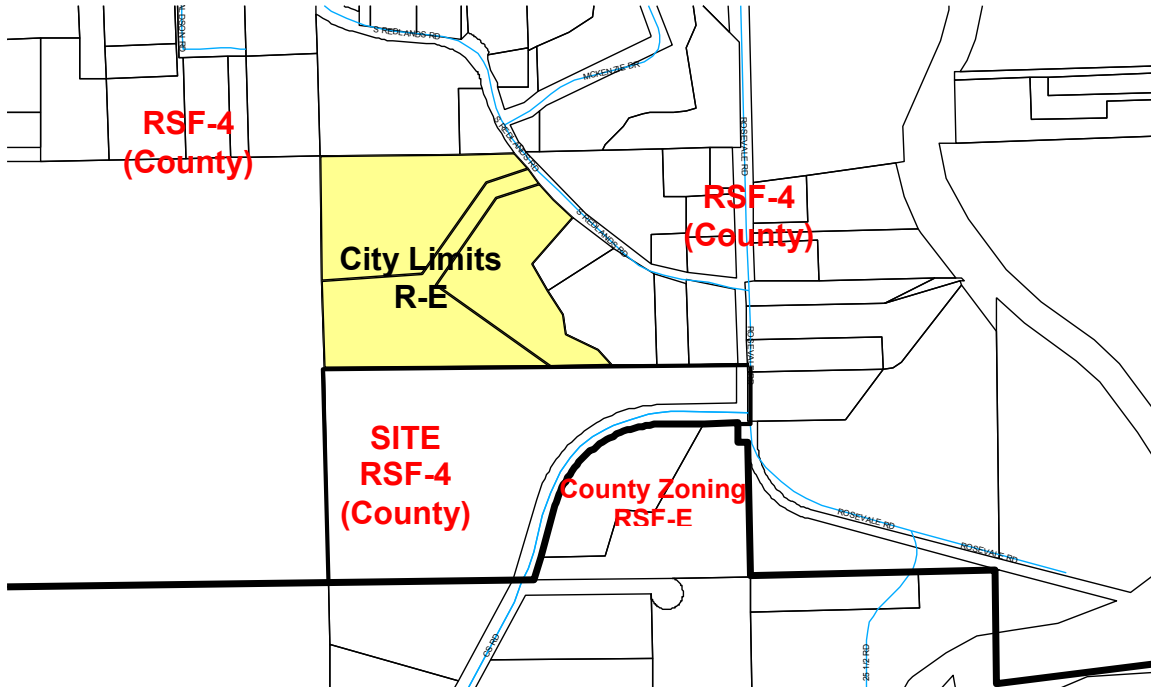 S REDLANDS RD
MCKENZIE DR
RSF-4
(County)
S REDLANDS RD
ROSEVALE RD
RSF-4
(County)
S REDLANDS RD
City Limits
R-E
SITE
RSF-4
(County)
County Zoning
RSF-E
ROSEVALE RD
ROSEVALE RD
CS RD
25 1/2 RD